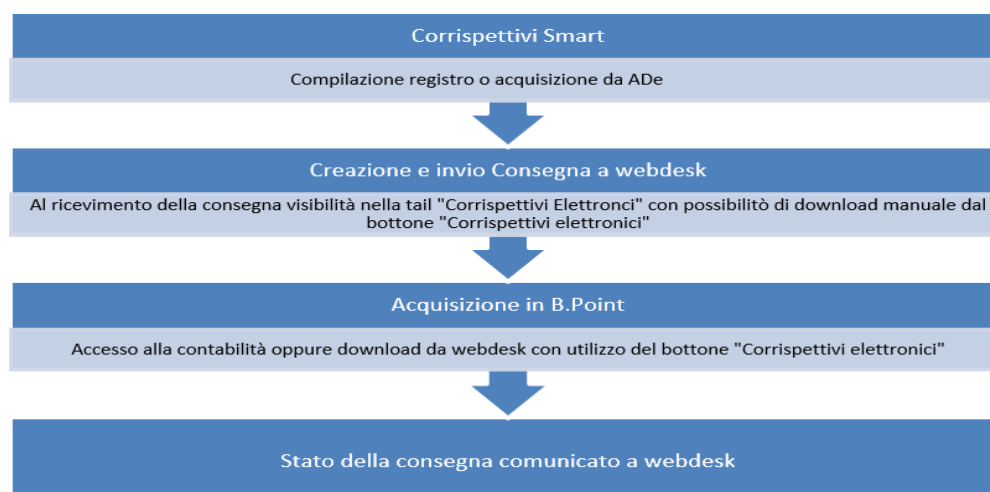 Corrispettivi Smart
Compilazione registro o acquisizione da ADe
Creazione e invio Consegna a webdesk
Al ricevimento della consegna visibilità nella tail "Corrispettivi Elettronci" con possibilitò di download manuale dal
bottone "Corrispettivi elettronici"
Acquisizione in B.Point
Accesso alla contabilità oppure download da webdesk con utilizzo del bottone "Corrispettivi elettronici"
Stato della consegna comunicato a webdesk